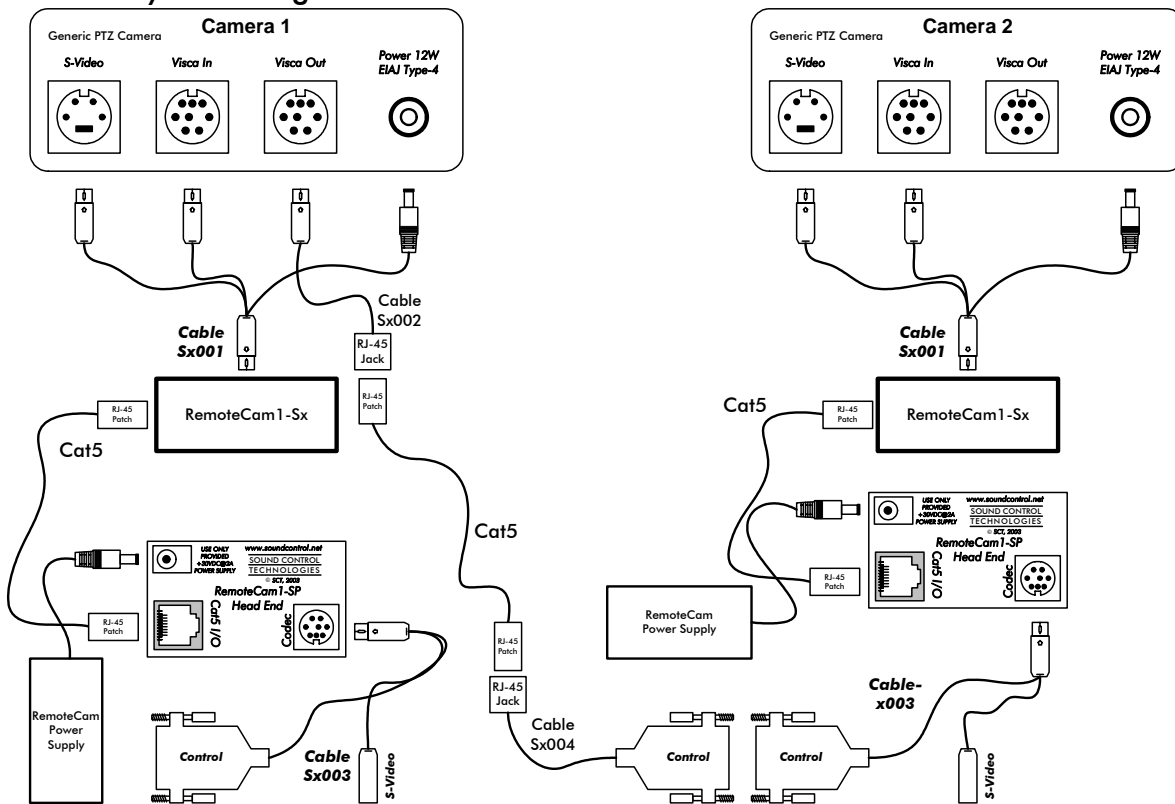 Camera 1
Generic PTZ Camera
S-Video
Visca In
Visca Out
Power 12W
EIAJ Type-4
Camera 2
Generic PTZ Camera
S-Video
Visca In
Visca Out
Power 12W
EIAJ Type-4
Cable
Sx001
Cable
Sx002
RJ-45
Jack
Cable
Sx001
RJ-45
Patch
RemoteCam1-Sx
RJ-45
Patch
Cat5
Cat5
RJ-45
Patch
RemoteCam1-Sx
Cat5
USE ONLY
PROVIDED
+30VDC@2A
POWER SUPPLY
www.soundcontrol.net
SOUND CONTROL
TECHNOLOGIES
© SCT, 2003
RemoteCam1-SP
Head End
Cat5 I/O
Codec
RJ-45
Patch
RemoteCam
Power
Supply
USE ONLY
PROVIDED
+30VDC@2A
POWER SUPPLY
www.soundcontrol.net
SOUND CONTROL
TECHNOLOGIES
© SCT, 2003
RemoteCam1-SP
Head End
Cat5 I/O
Codec
RJ-45
Patch
RemoteCam
Power Supply
RJ-45
Patch
RJ-45
Jack
Cable
Sx004
Cable-
x003
Control
Cable
Sx003
S-Video
Control
Control
S-Video